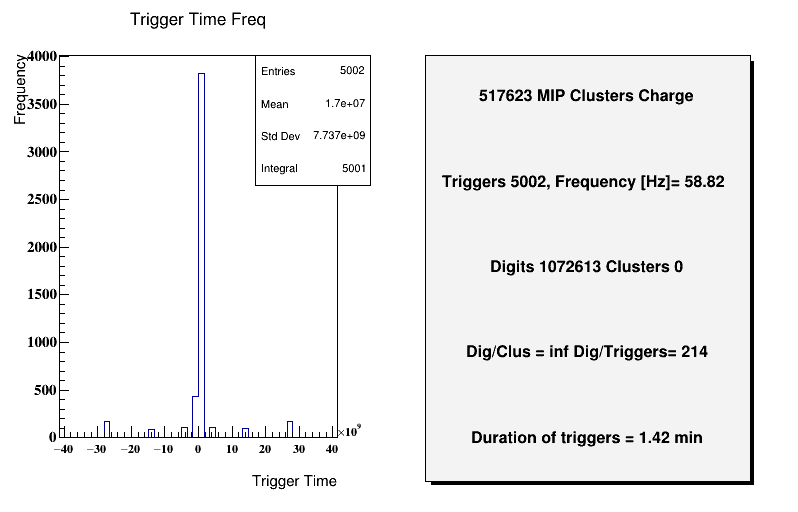 Trigger Time Freq
Frequency
4000
3500
3000
2500
2000
1500
1000
500
0
−40 −30 −20 −10 0 10 20 30 40
×10⁹
Trigger Time
Entries 5002
Mean 1.7e+07
Std Dev 7.737e+09
Integral 5001
517623 MIP Clusters Charge
Triggers 5002, Frequency [Hz]= 58.82
Digits 1072613 Clusters 0
Dig/Clus = inf Dig/Triggers= 214
Duration of triggers = 1.42 min